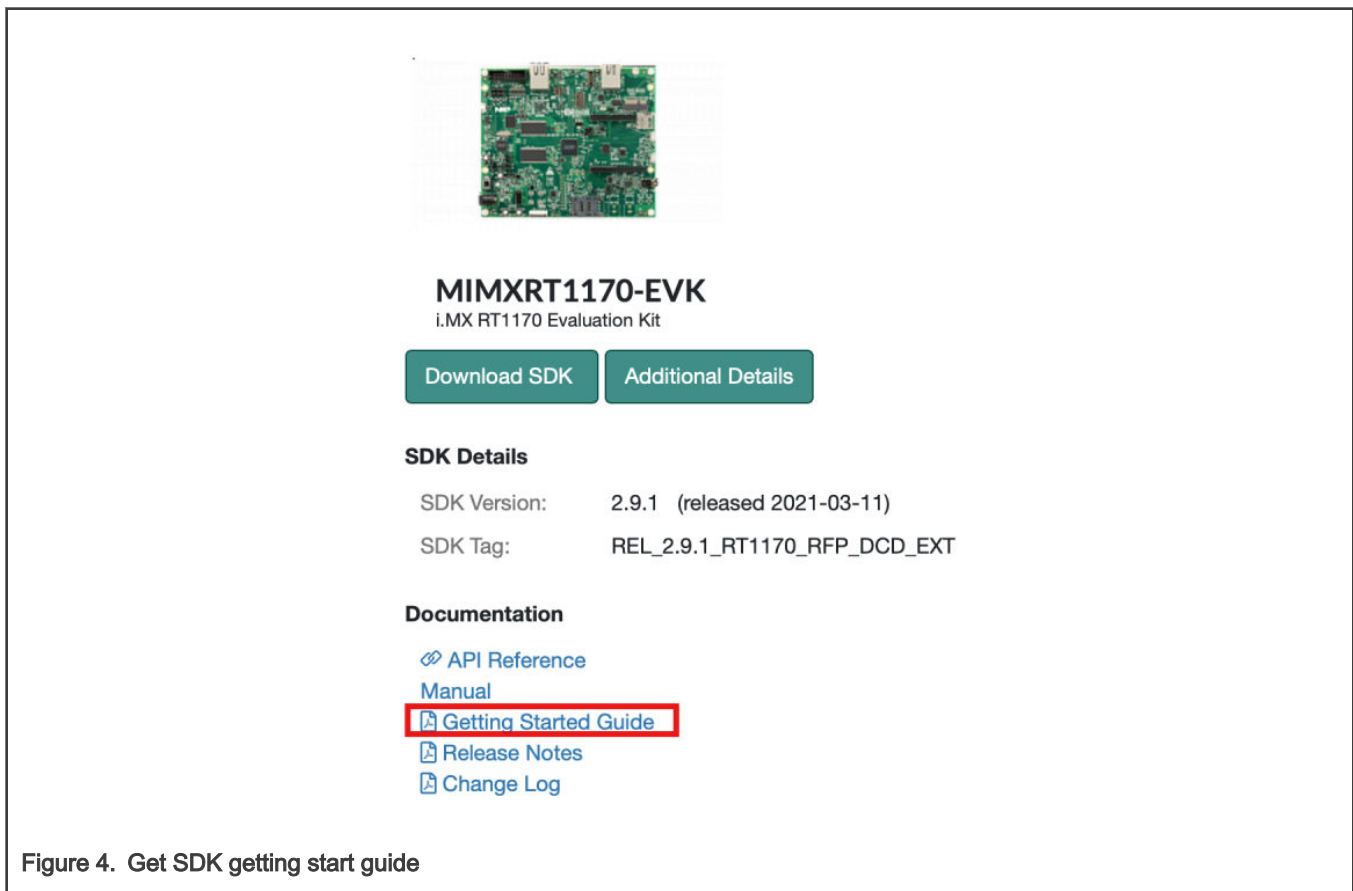 MIMXRT1170-EVK
i.MX RT1170 Evaluation Kit
Download SDK Additional Details
SDK Details
SDK Version: 2.9.1 (released 2021-03-11)
SDK Tag: REL_2.9.1_RT1170_RFP_DCD_EXT
Documentation
API Reference
Manual
Getting Started Guide
Release Notes
Change Log
Figure 4. Get SDK getting start guide